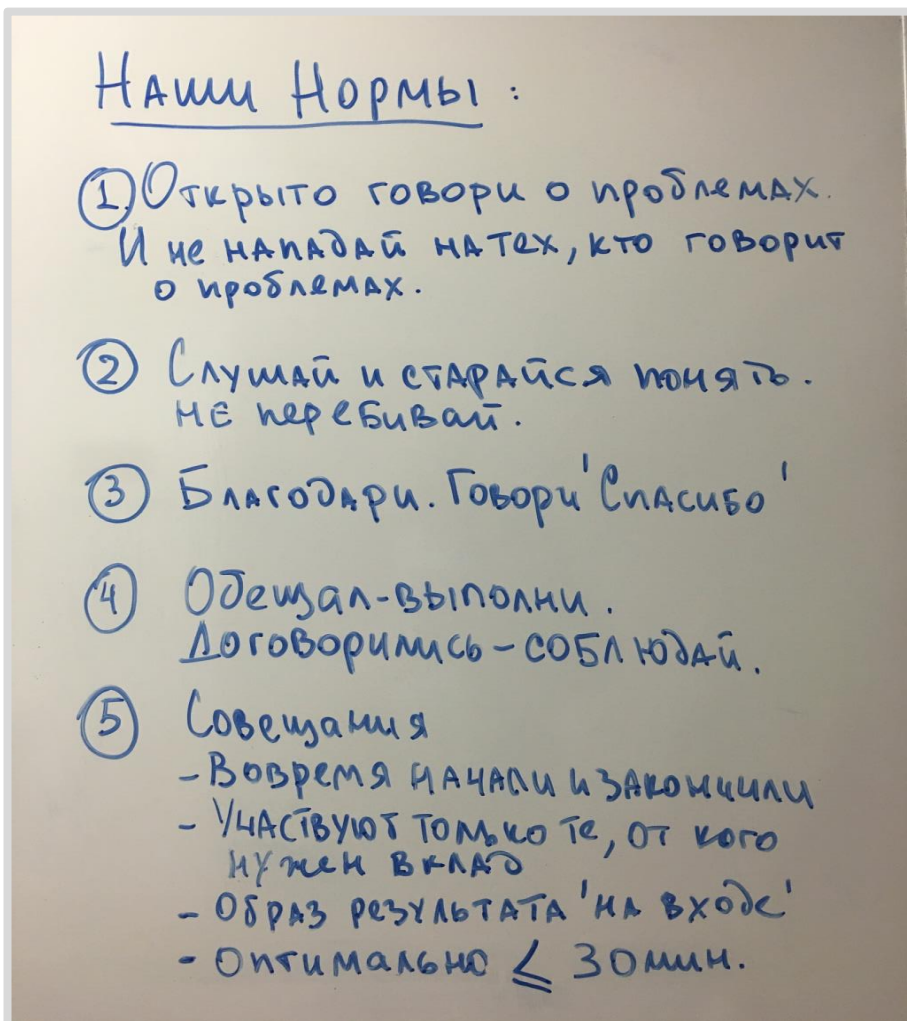 Наши Нормы:
1. Открыто говори о проблемах.
И не нападай на тех, кто говорит
о проблемах.
2 Слушай и старайся понять.
Не перебивай.
3 Благодари. Говори 'Спасибо'
4 Обещал-выполни.
Договорились-соблюдай.
5 Совещания
- Вовремя начали и закончили
- Участвуют только те, от кого
нужен вклад
- Образ результата 'на входе'
- Оптимально ≤ 30 мин.